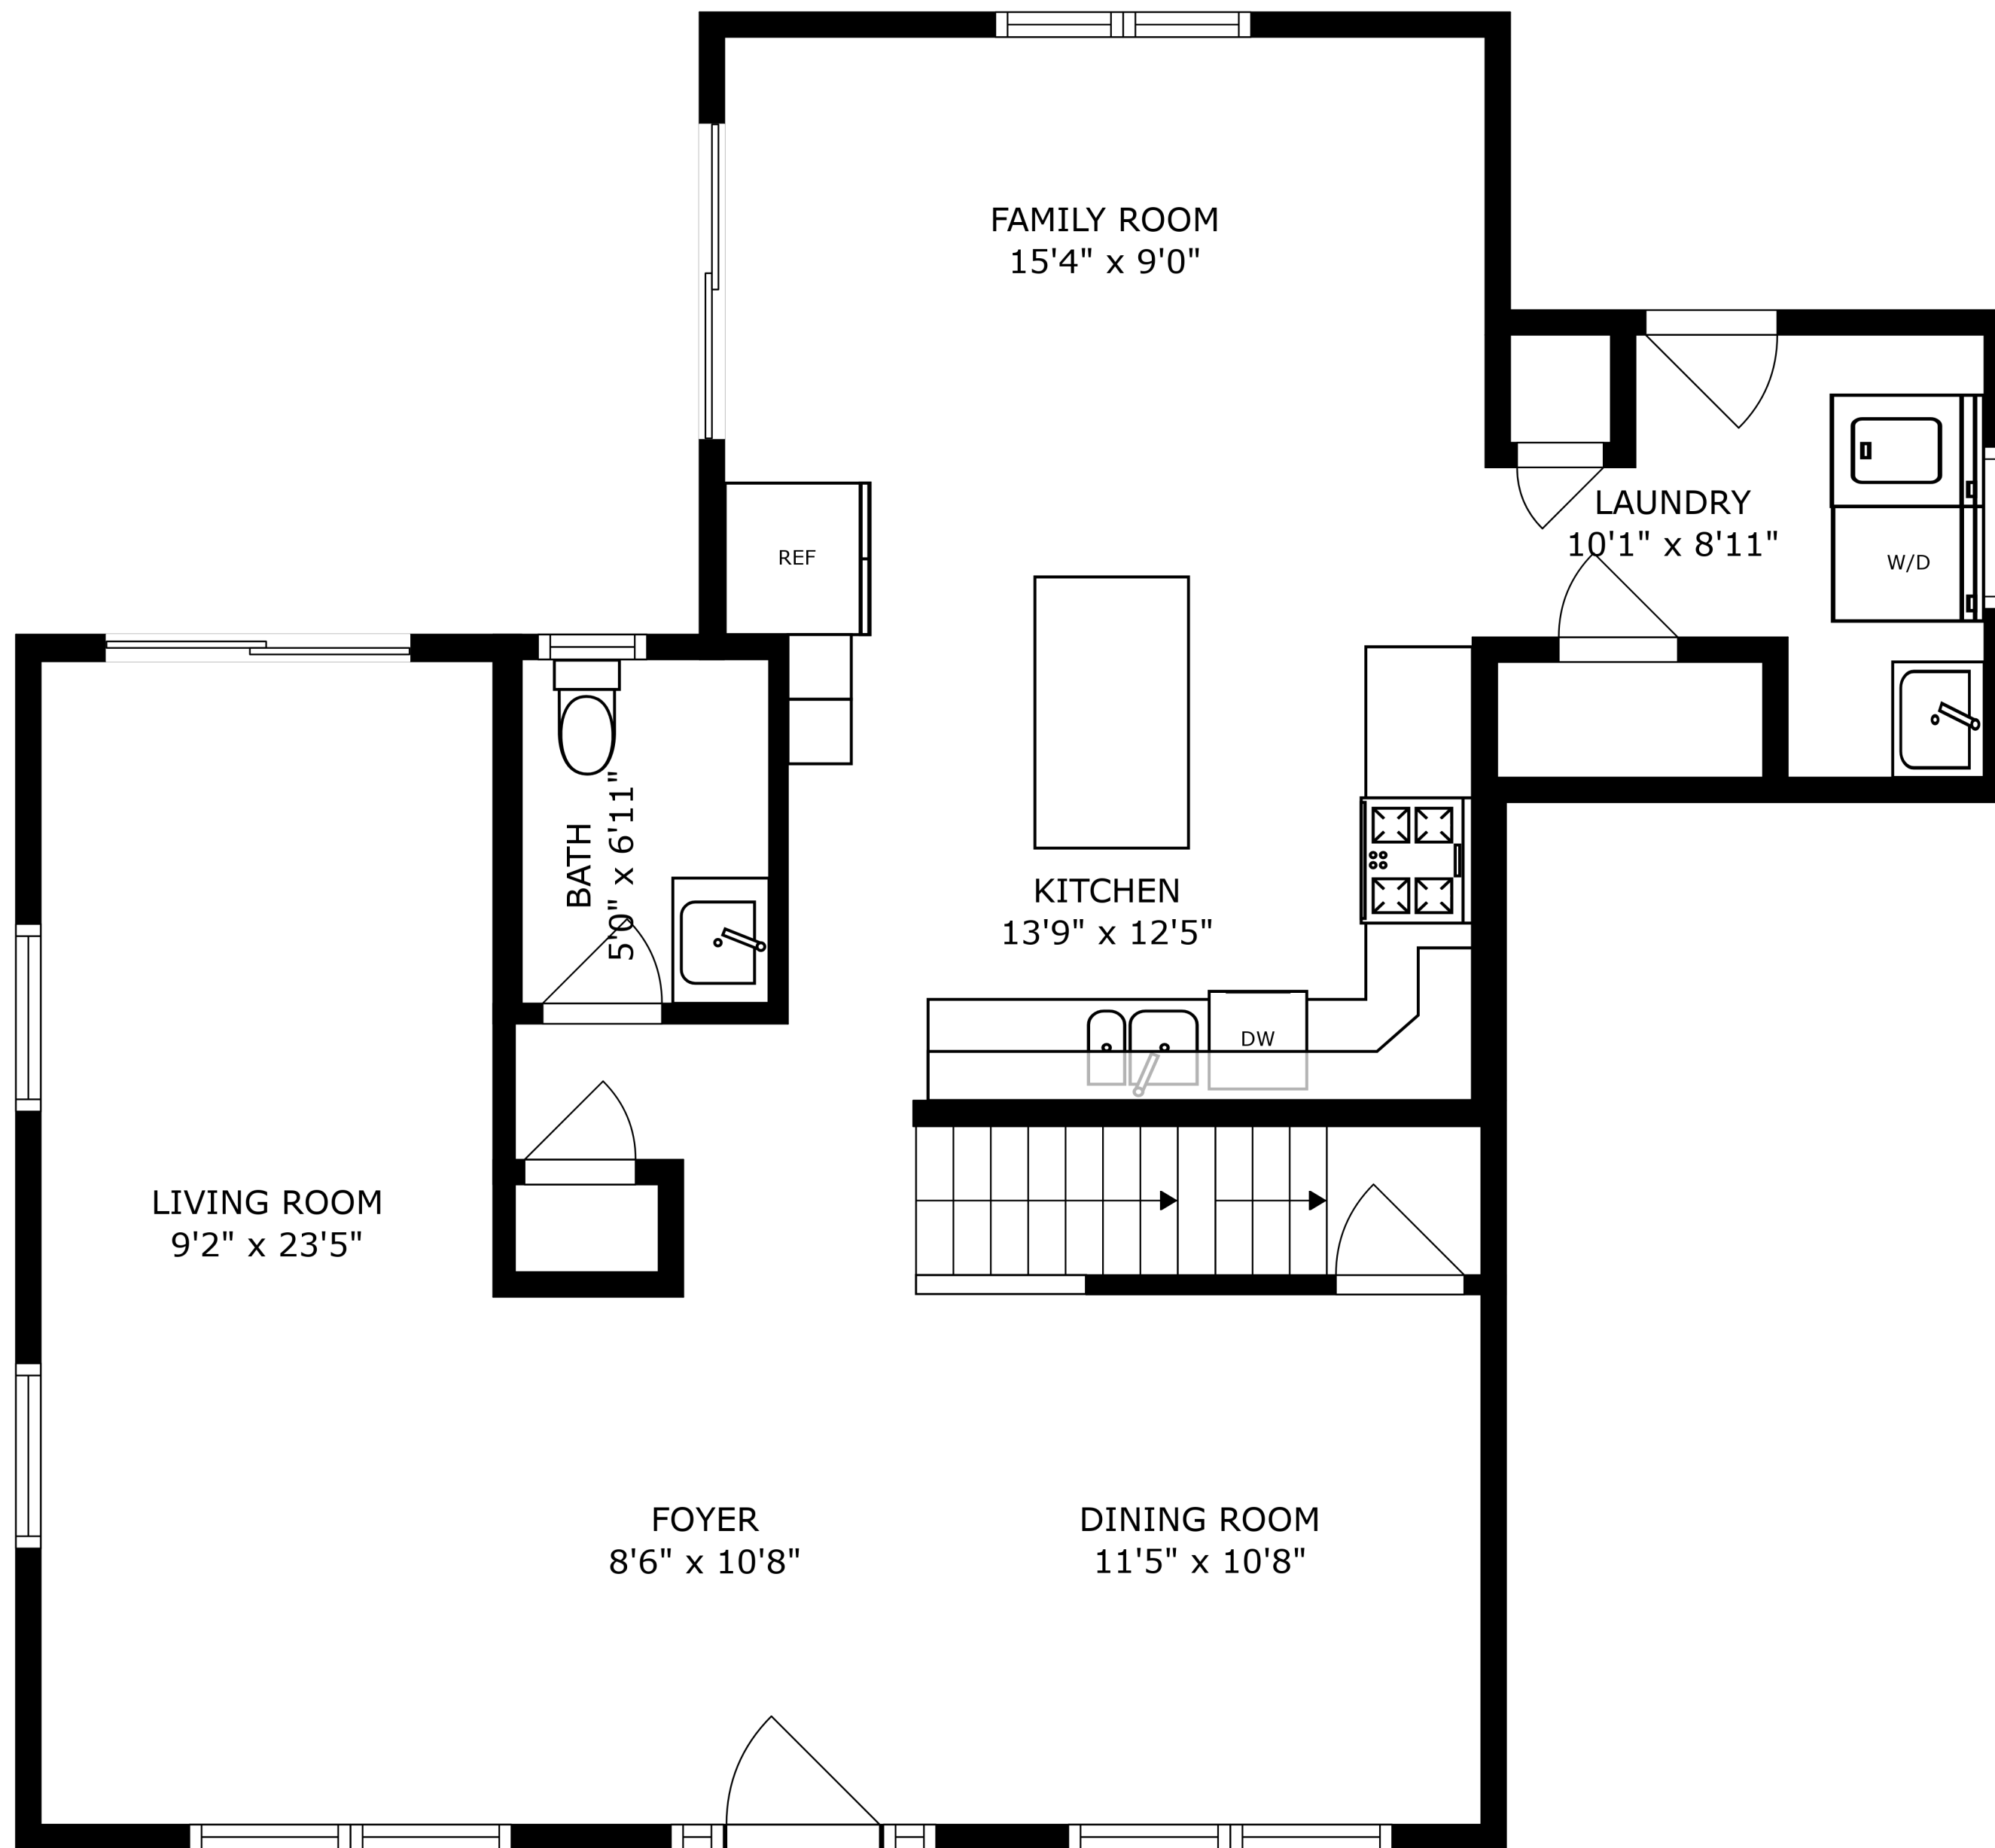 FAMILY ROOM
15'4" x 9'0"
LAUNDRY
10'1" x 8'11"
REF
W/D
BATH
5'0" x 6'11"
KITCHEN
13'9" x 12'5"
DW
LIVING ROOM
9'2" x 23'5"
FOYER
8'6" x 10'8"
DINING ROOM
11'5" x 10'8"